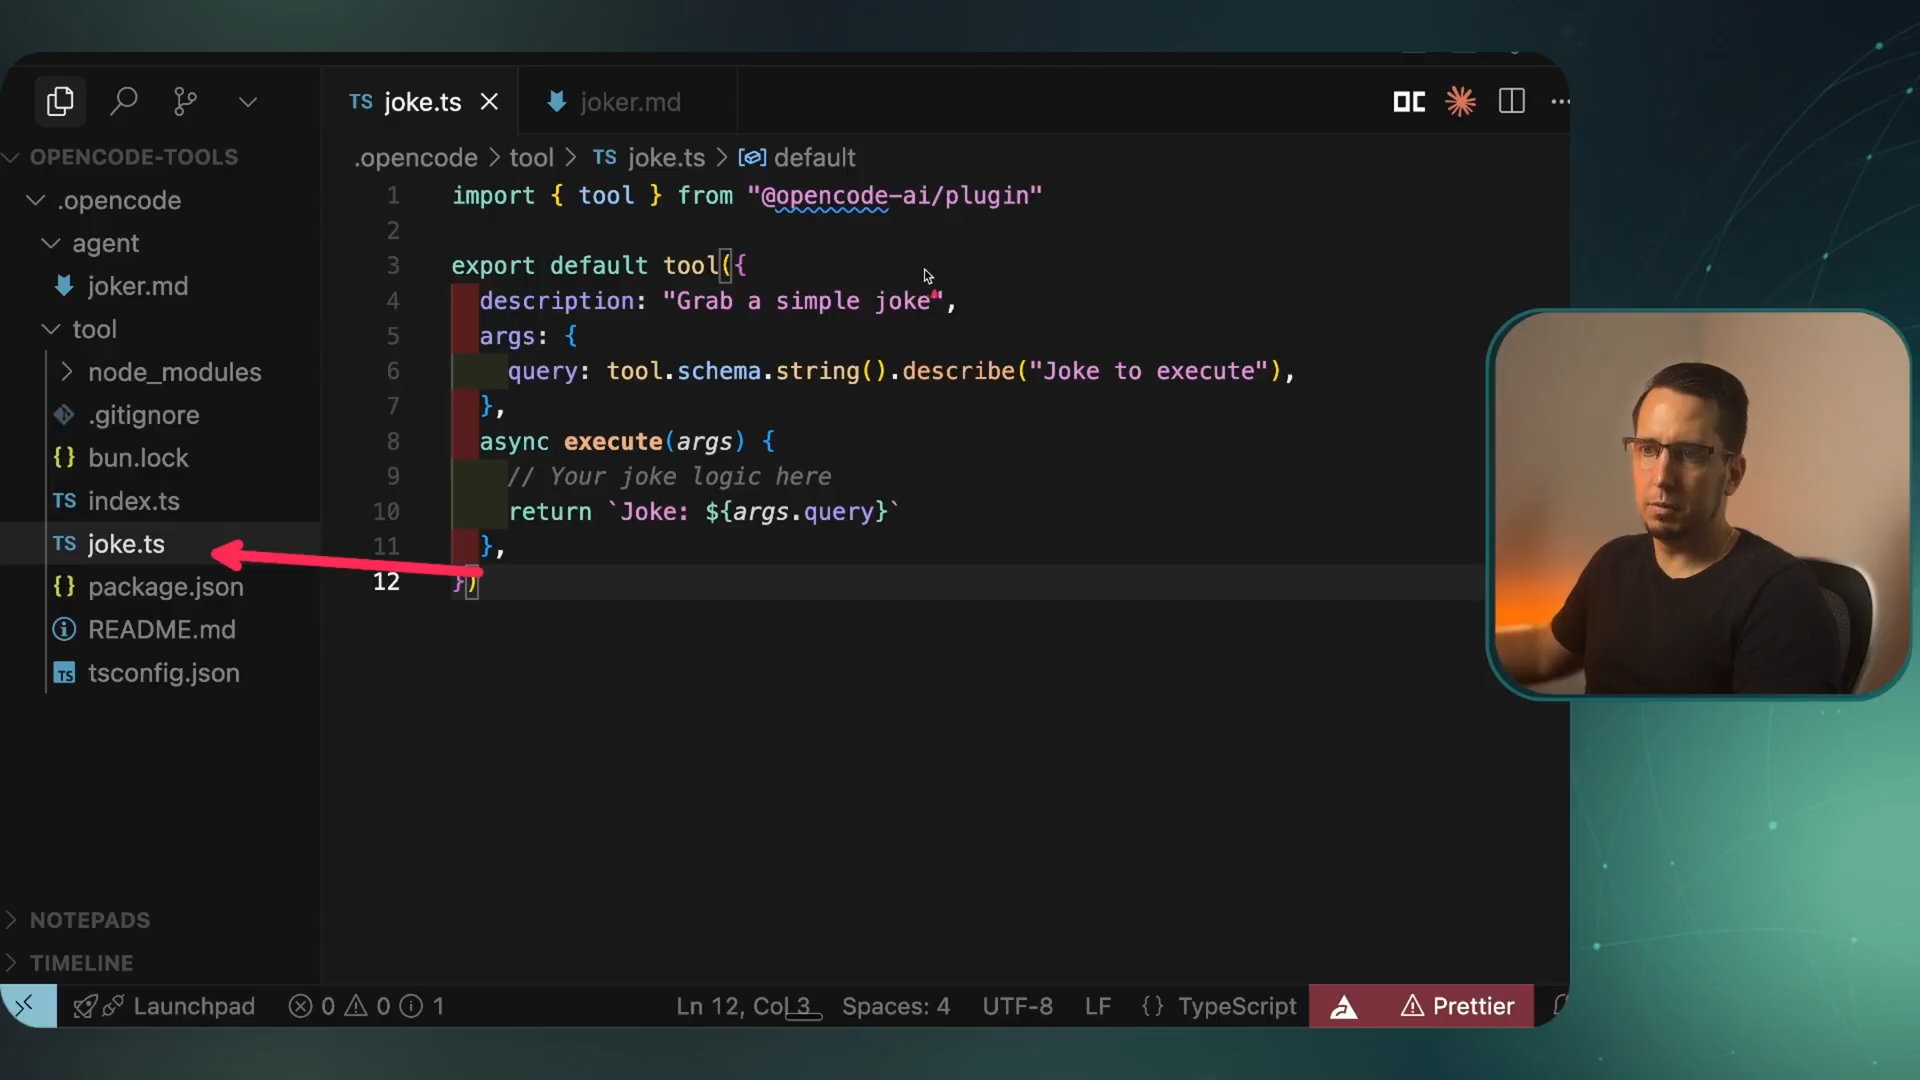 TS joke.ts
joker.md
OC
OPENCODE-TOOLS
.opencode
agent
joker.md
tool
node_modules
.gitignore
{} bun.lock
TS index.ts
TS joke.ts
{} package.json
README.md
TS tsconfig.json
NOTEPADS
TIMELINE
.opencode > tool > TS joke.ts > default
1 import { tool } from "@opencode-ai/plugin"
2
3 export default tool({
4 description: "Grab a simple joke",
5 args: {
6 query: tool.schema.string().describe("Joke to execute"),
7 },
8 async execute(args) {
9 // Your joke logic here
10 return `Joke: ${args.query}`
11 },
12 })
Launchpad 0 0 1 Ln 12, Col 3 Spaces: 4 UTF-8 LF {} TypeScript Prettier